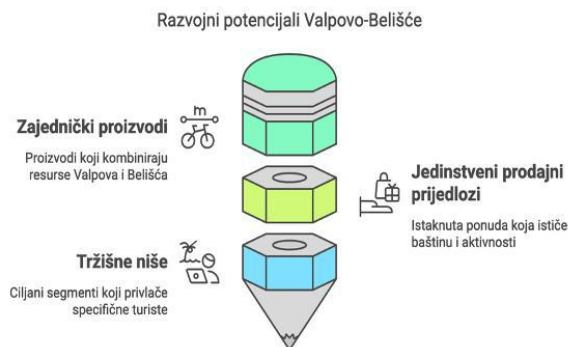 Razvojni potencijali Valpovo-Belišće
m
Zajednički proizvodi
Proizvodi koji kombiniraju
resurse Valpova i Belišća
Jedinstveni prodajni
prijedlozi
Istaknuta ponuda koja ističe
baštinu i aktivnosti
Tržišne niše
Ciljani segmenti koji privlače
specifične turiste